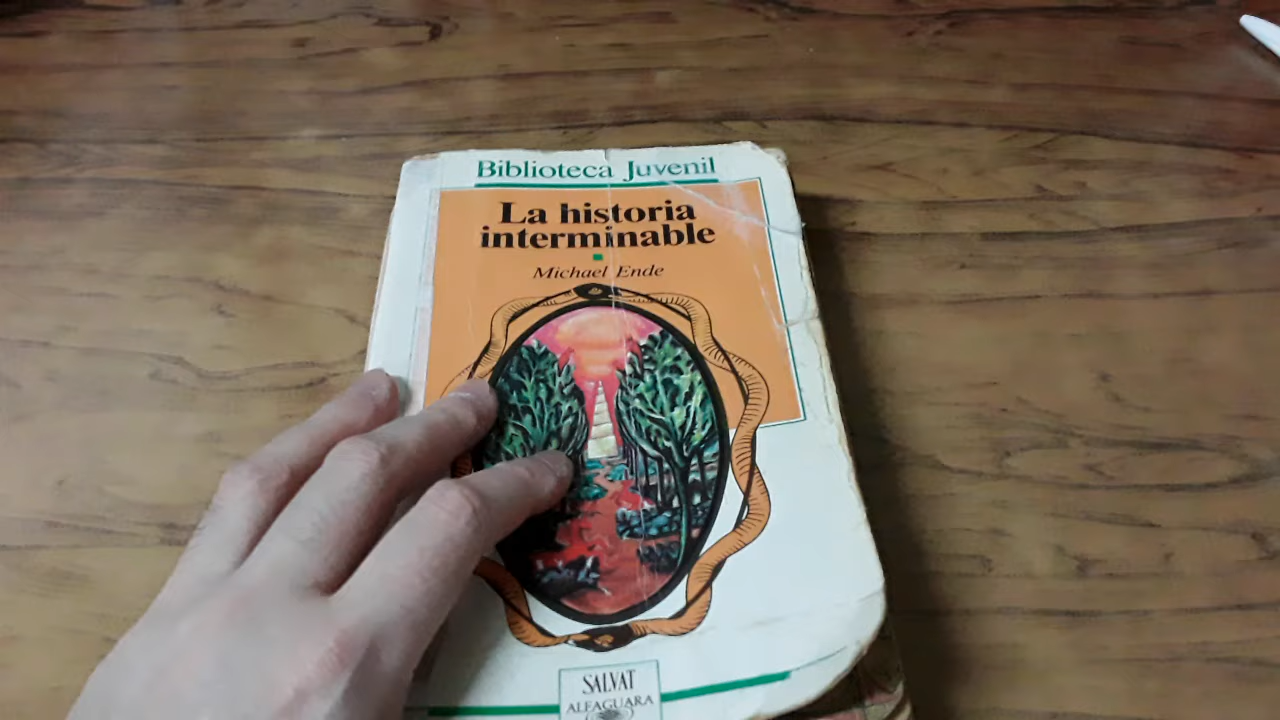 Biblioteca Juvenil
La historia
interminable
Michael Ende
SALVAT
ALFAGUARA